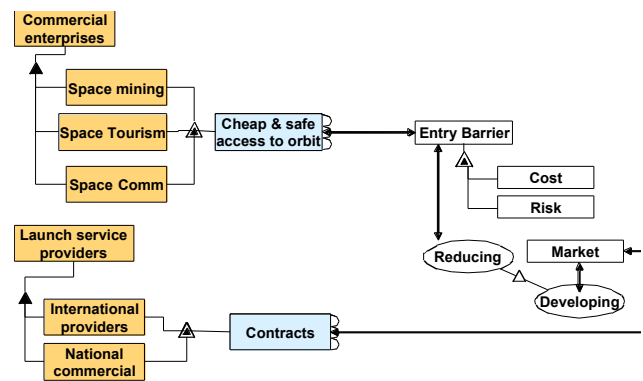 Commercial
enterprises
Space mining
Space Tourism
Space Comm
Cheap & safe
access to orbit
Entry Barrier
Cost
Risk
Launch service
providers
International
providers
National
commercial
Contracts
Reducing
Market
Developing